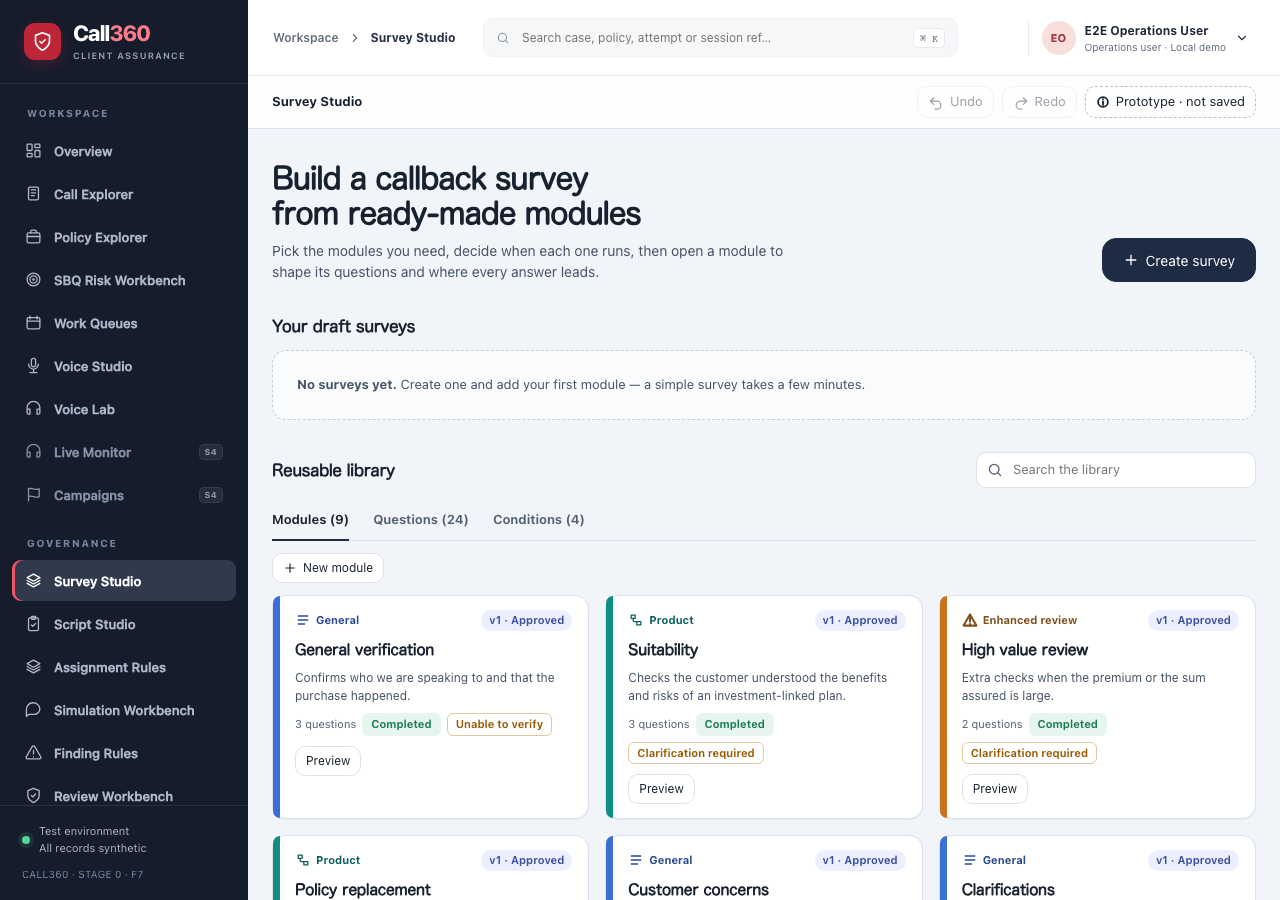 Call360
CLIENT ASSURANCE
WORKSPACE
Overview
Call Explorer
Policy Explorer
SBQ Risk Workbench
Work Queues
Voice Studio
Voice Lab
Live Monitor S4
Campaigns S4
GOVERNANCE
Survey Studio
Script Studio
Assignment Rules
Simulation Workbench
Finding Rules
Review Workbench
Test environment
All records synthetic
CALL360 · STAGE 0 · F7
Workspace > Survey Studio
Search case, policy, attempt or session ref...
⌘ K
EO
E2E Operations User
Operations user · Local demo
Survey Studio
Undo
Redo
Prototype · not saved
Build a callback survey
from ready-made modules
Pick the modules you need, decide when each one runs, then open a module to
shape its questions and where every answer leads.
+ Create survey
Your draft surveys
No surveys yet. Create one and add your first module — a simple survey takes a few minutes.
Reusable library
Search the library
Modules (9) Questions (24) Conditions (4)
+ New module
General v1 · Approved
General verification
Confirms who we are speaking to and that the
purchase happened.
3 questions Completed Unable to verify
Preview
Product v1 · Approved
Suitability
Checks the customer understood the benefits
and risks of an investment-linked plan.
3 questions Completed
Clarification required
Preview
Enhanced review v1 · Approved
High value review
Extra checks when the premium or the sum
assured is large.
2 questions Completed
Clarification required
Preview
Product v1 · Approved
Policy replacement
General v1 · Approved
Customer concerns
General v1 · Approved
Clarifications